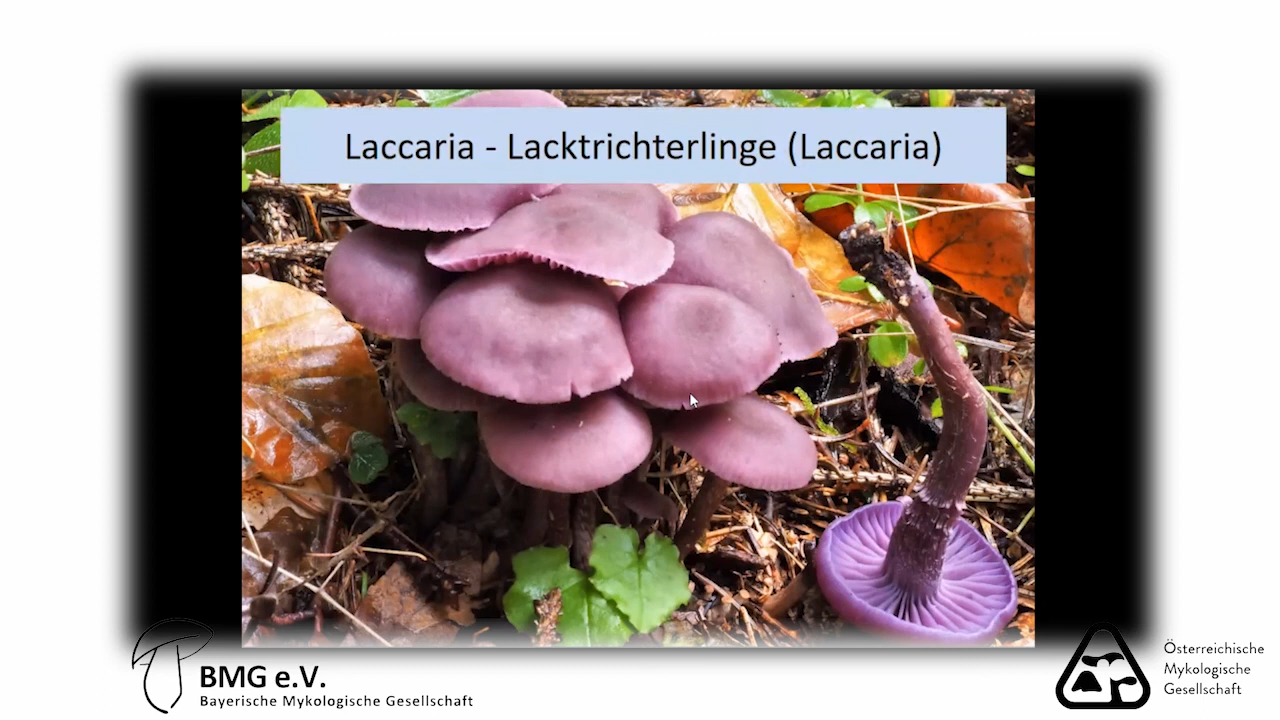 Laccaria - Lacktrichterlinge (Laccaria)
BMG e.V.
Bayerische Mykologische Gesellschaft
Österreichische
Mykologische
Gesellschaft